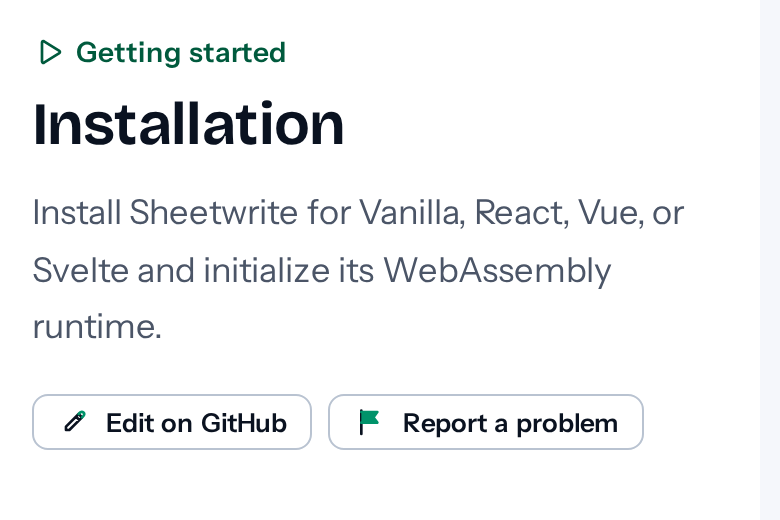 Getting started
Installation
Install Sheetwrite for Vanilla, React, Vue, or
Svelte and initialize its WebAssembly
runtime.
Edit on GitHub
Report a problem